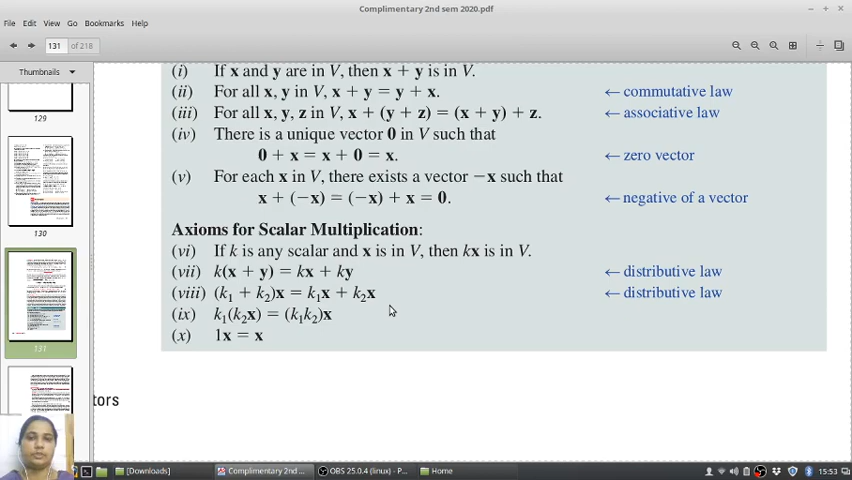 Complimentary 2nd sem 2020.pdf
File Edit View Go Bookmarks Help
131 of 218
Thumbnails
129
130
131
(i) If x and y are in V, then x + y is in V.
(ii) For all x, y in V, x + y = y + x. ← commutative law
(iii) For all x, y, z in V, x + (y + z) = (x + y) + z. ← associative law
(iv) There is a unique vector 0 in V such that
0 + x = x + 0 = x. ← zero vector
(v) For each x in V, there exists a vector −x such that
x + (−x) = (−x) + x = 0. ← negative of a vector
Axioms for Scalar Multiplication:
(vi) If k is any scalar and x is in V, then kx is in V.
(vii) k(x + y) = kx + ky ← distributive law
(viii) (k₁ + k₂)x = k₁x + k₂x ← distributive law
(ix) k₁(k₂x) = (k₁k₂)x
(x) 1x = x
tors
[Downloads] Complimentary 2nd ... OBS 25.0.4 (linux) - P... Home 15:53